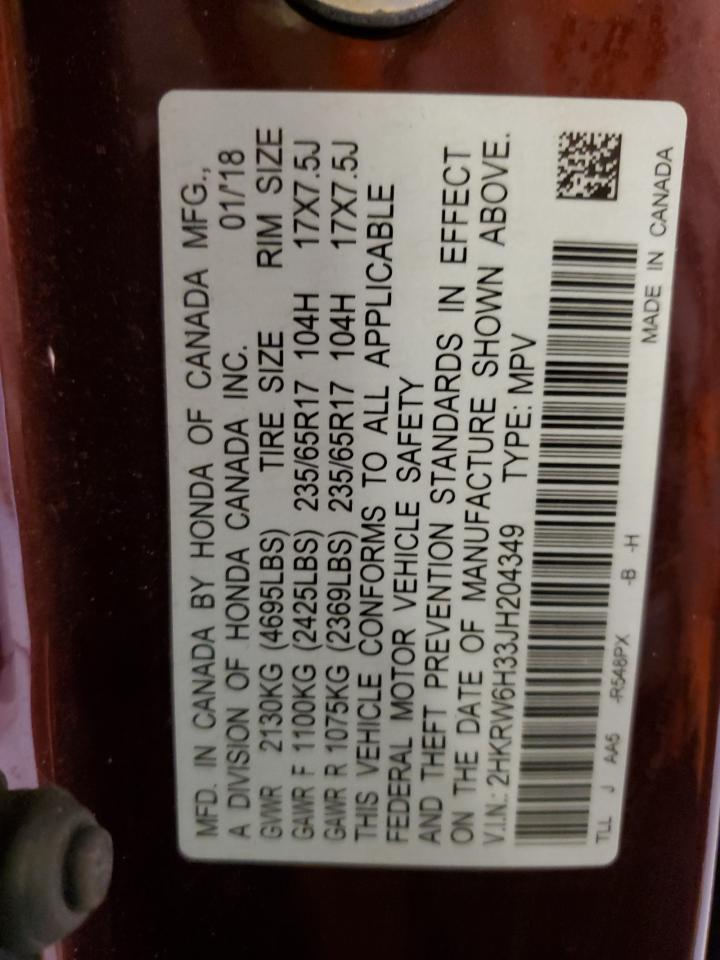 MFD. IN CANADA BY HONDA OF CANADA MFG.,
A DIVISION OF HONDA CANADA INC. 01/'18
GVWR 2130KG (4695LBS) TIRE SIZE RIM SIZE
GAWR F 1100KG (2425LBS) 235/65R17 104H 17X7.5J
GAWR R 1075KG (2369LBS) 235/65R17 104H 17X7.5J
THIS VEHICLE CONFORMS TO ALL APPLICABLE
FEDERAL MOTOR VEHICLE SAFETY
AND THEFT PREVENTION STANDARDS IN EFFECT
ON THE DATE OF MANUFACTURE SHOWN ABOVE.
V.I.N.: 2HKRW6H33JH204349 TYPE: MPV
TLL J AA5 -R548PX -B -H
MADE IN CANADA